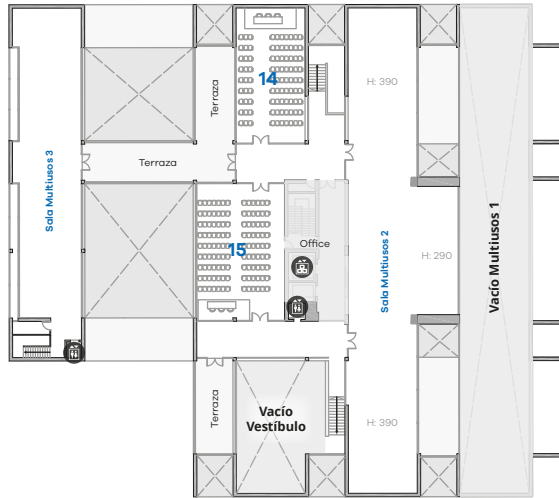 14
H: 390
Terraza
Terraza
Sala Multiusos 3
15
Office
Sala Multiusos 2
H: 290
Vacío Multiusos 1
Terraza
Vacío
Vestíbulo
H: 390